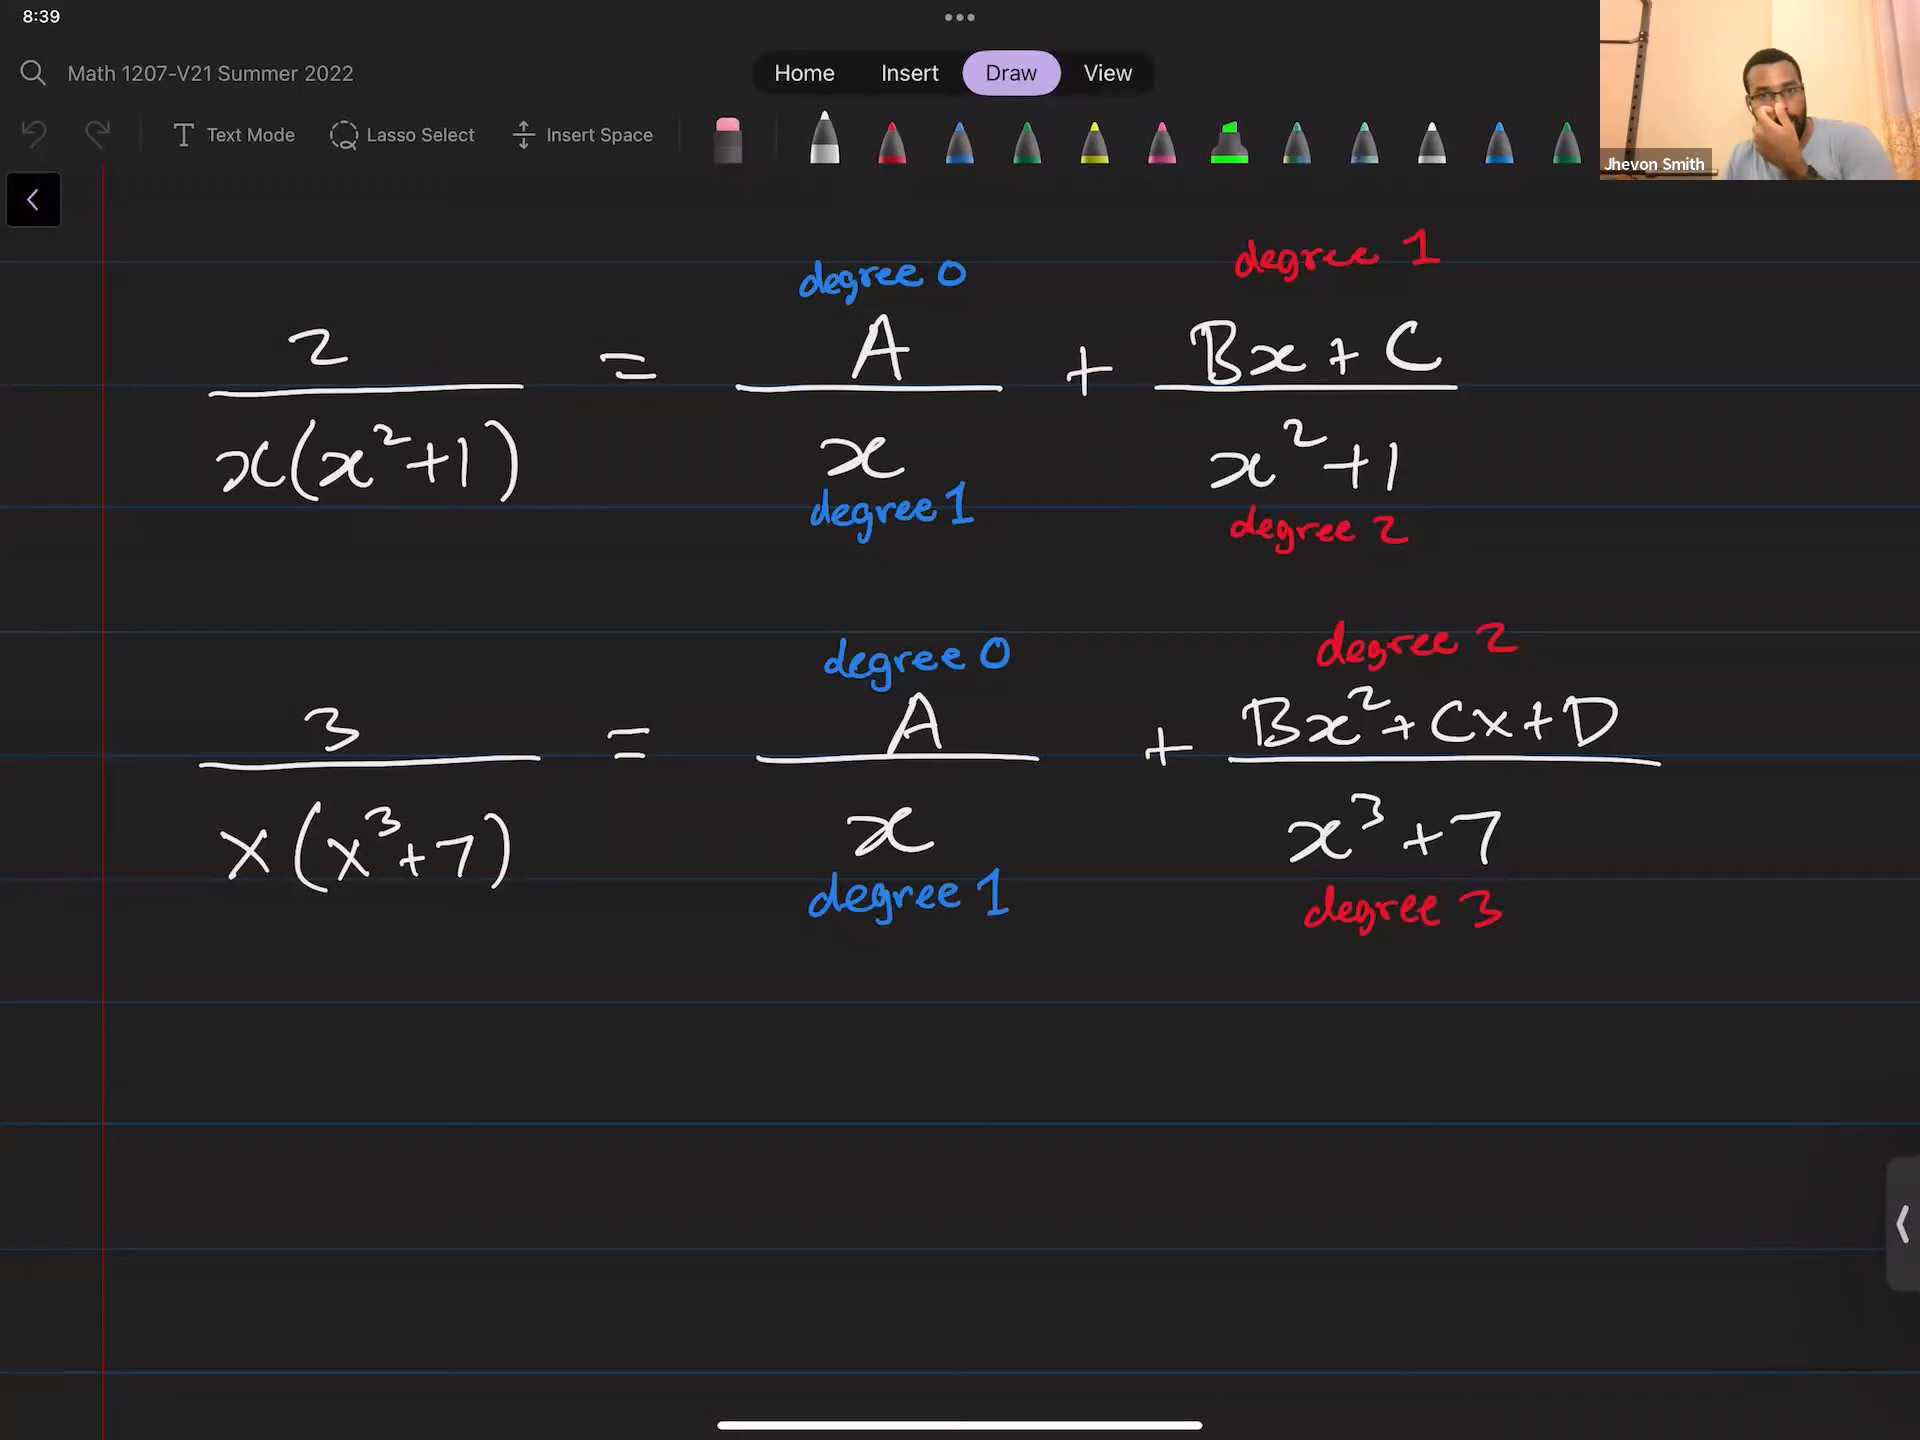 8:39
Math 1207-V21 Summer 2022
Home Insert Draw View
Text Mode Lasso Select Insert Space
Jhevon Smith
degree 0 degree 1
2/(x(x²+1)) = A/x + (Bx+C)/(x²+1)
degree 1 degree 2
degree 0 degree 2
3/(x(x³+7)) = A/x + (Bx²+Cx+D)/(x³+7)
degree 1 degree 3